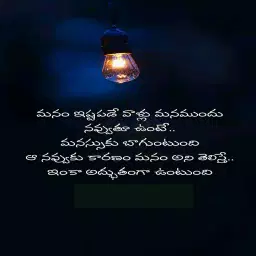 మనం ఇష్టపడే వాళ్లు మనముందు
నవ్వుతూ ఉంటే..
మనస్సుకు బాగుంటుంది
ఆ నవ్వుకు కారణం మనం అని తెలిస్తే..
ఇంకా అద్భుతంగా ఉంటుంది